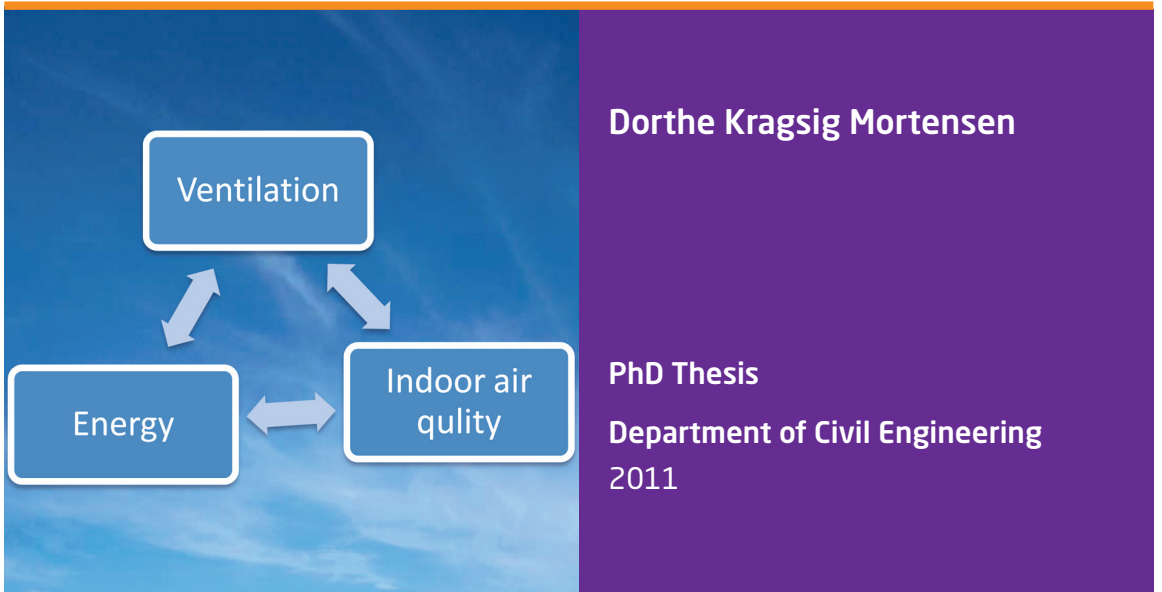 Ventilation
Energy
Indoor air
qulity
Dorthe Kragsig Mortensen
PhD Thesis
Department of Civil Engineering
2011